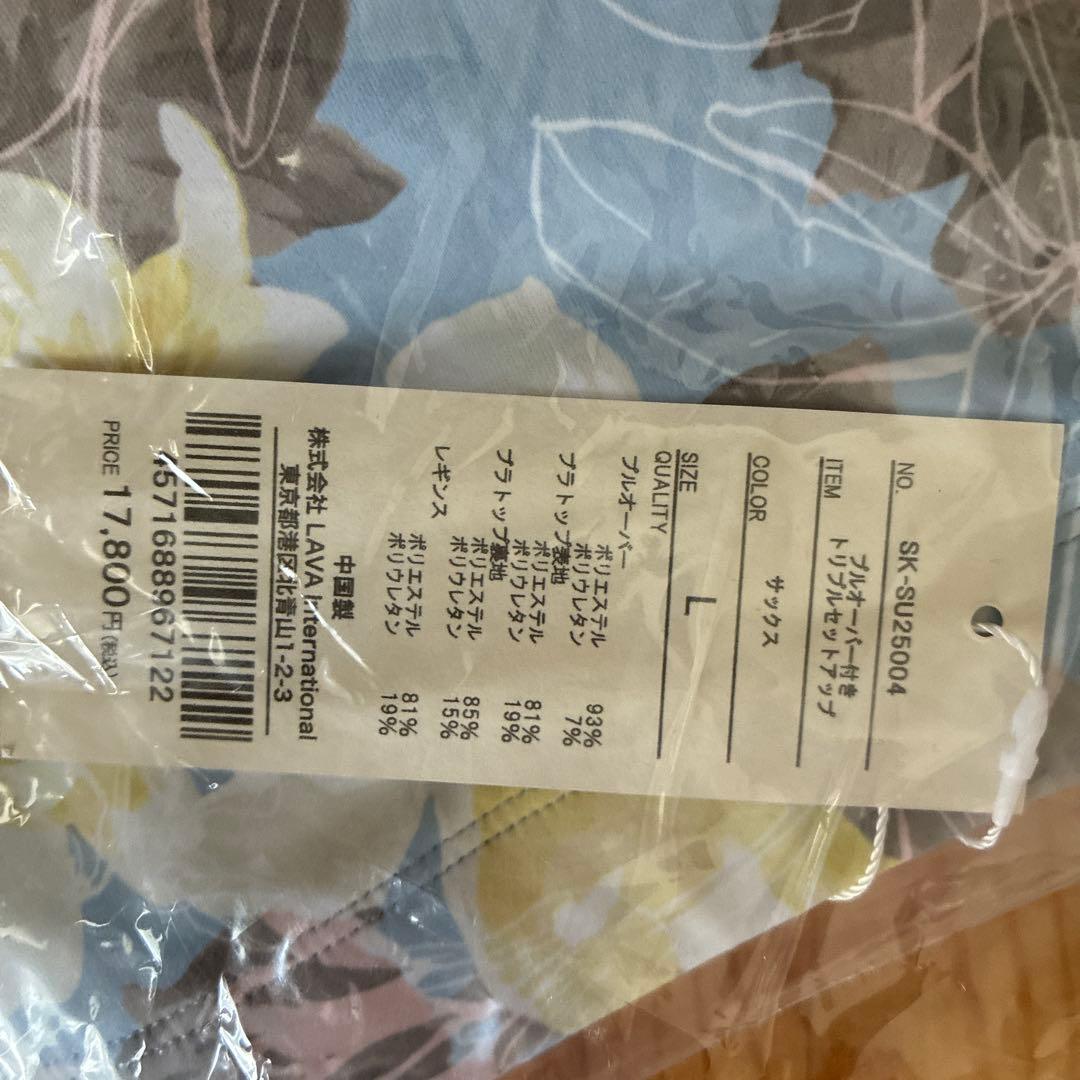 NO. SK-SU25004
ITEM プルオーバー付き
トリプルセットアップ
COLOR サックス
SIZE L
QUALITY
プルオーバー
ポリエステル 93%
ポリウレタン 7%
ブラトップ表地
ポリエステル 81%
ポリウレタン 19%
ブラトップ裏地
ポリエステル 85%
ポリウレタン 15%
レギンス
ポリエステル 81%
ポリウレタン 19%
中国製
株式会社 LAVA International
東京都港区北青山1-2-3
4571688967122
PRICE 17,800円(税込)